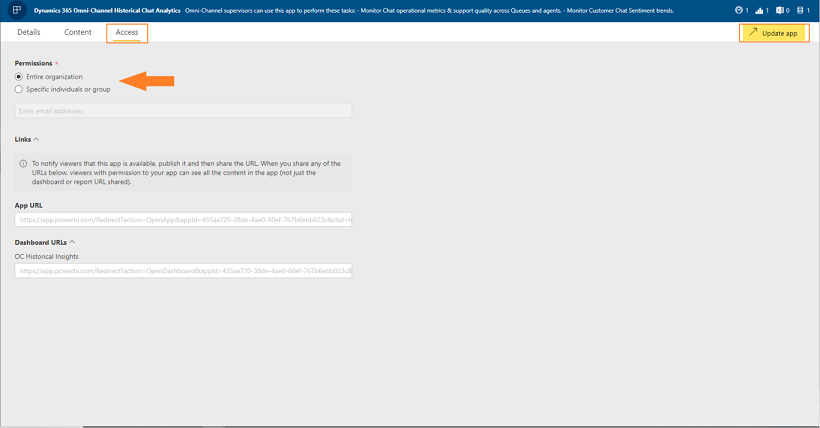 Dynamics 365 Omni-Channel Historical Chat Analytics Omni-Channel supervisors can use this app to perform these tasks: - Monitor Chat operational metrics & support quality across Queues and agents. - Monitor Customer Chat Sentiment trends. 1 1 0 1
Details Content Access Update app
Permissions *
Entire organization
Specific individuals or group
Enter email addresses
Links
To notify viewers that this app is available, publish it and then share the URL. When you share any of the
URLs below, viewers with permission to your app can see all the content in the app (not just the
dashboard or report URL shared).
App URL
https://app.powerbi.com/Redirect?action=OpenApp&appId=455aa720-38de-4ae0-80ef-767b6ebb023c&ctid=
Dashboard URLs
OC Historical Insights
https://app.powerbi.com/Redirect?action=OpenDashboard&appId=455aa720-38de-4ae0-80ef-767b6ebb023c&